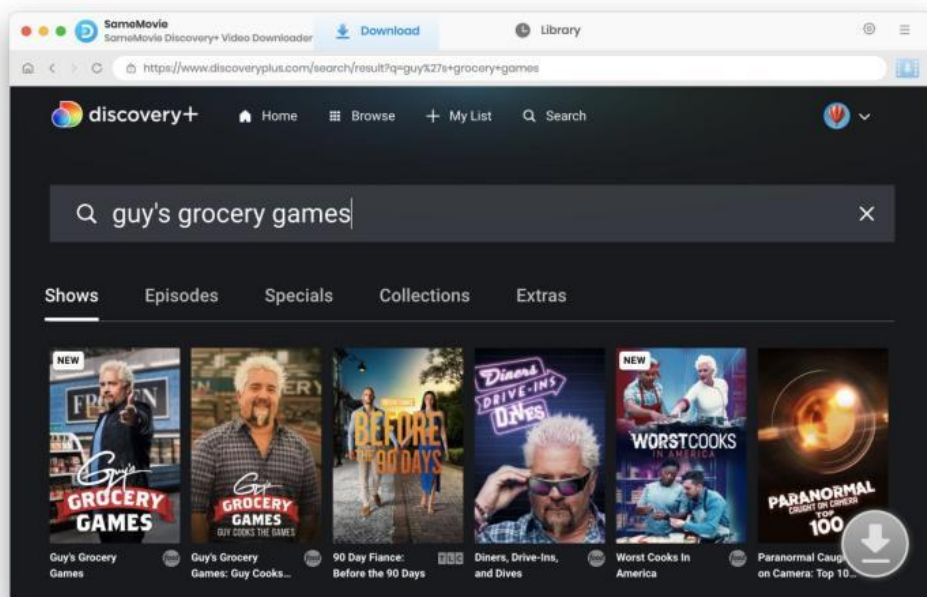 SameMovie
SameMovie Discovery+ Video Downloader
Download
Library
https://www.discoveryplus.com/search/result?q=guy%27s+grocery+games
discovery+
Home
Browse
My List
Search
guy's grocery games
Shows
Episodes
Specials
Collections
Extras
NEW
Guy's
GROCERY
GAMES
Guy's
GROCERY
GAMES
GUY COOKS THE GAMES
BEFORE
THE 90 DAYS
Diners
DRIVE-INS
DIVES
NEW
WORST COOKS
IN AMERICA
PARANORMAL
CAUGHT ON CAMERA
TOP
100
Guy's Grocery
Games
Guy's Grocery
Games: Guy Cooks...
90 Day Fiance:
Before the 90 Days
TLC
Diners, Drive-Ins,
and Dives
Worst Cooks In
America
Paranormal Caug
on Camera: Top 10...